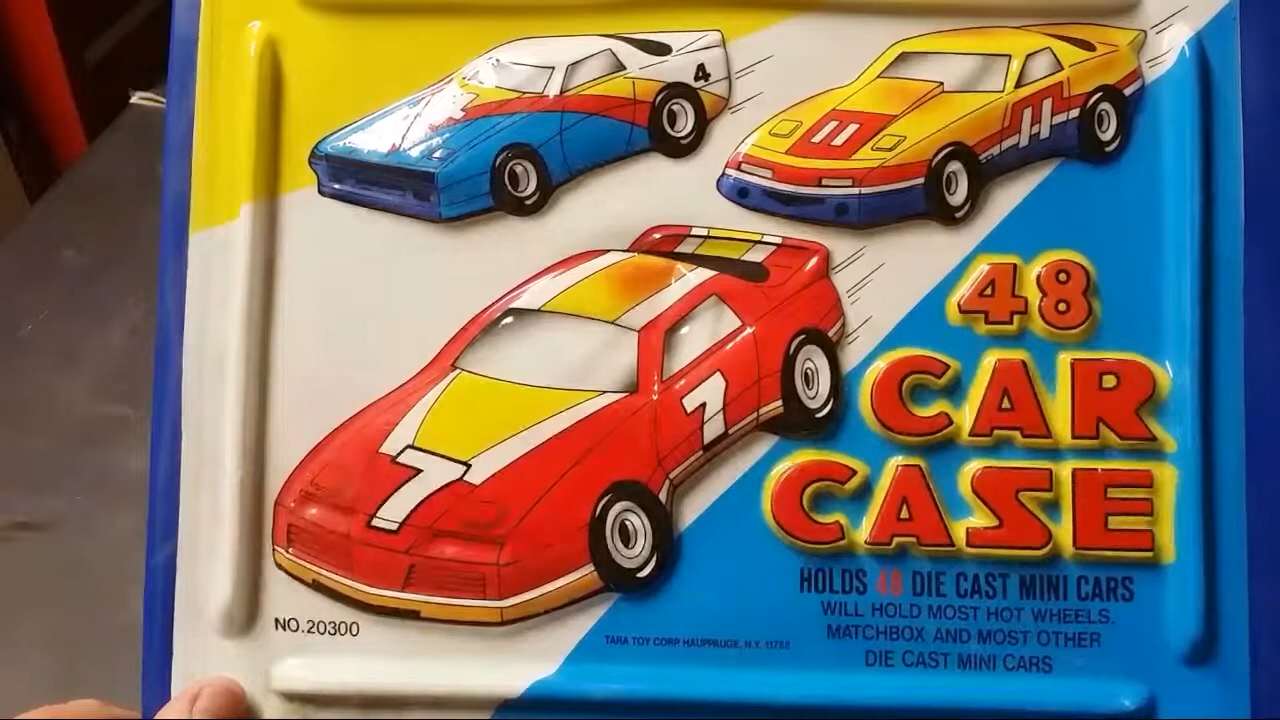 4
11
11
7
7
48
CAR
CASE
HOLDS 48 DIE CAST MINI CARS
WILL HOLD MOST HOT WHEELS.
MATCHBOX AND MOST OTHER
DIE CAST MINI CARS
NO.20300
TARA TOY CORP HAUPPAUGE, N.Y. 11788